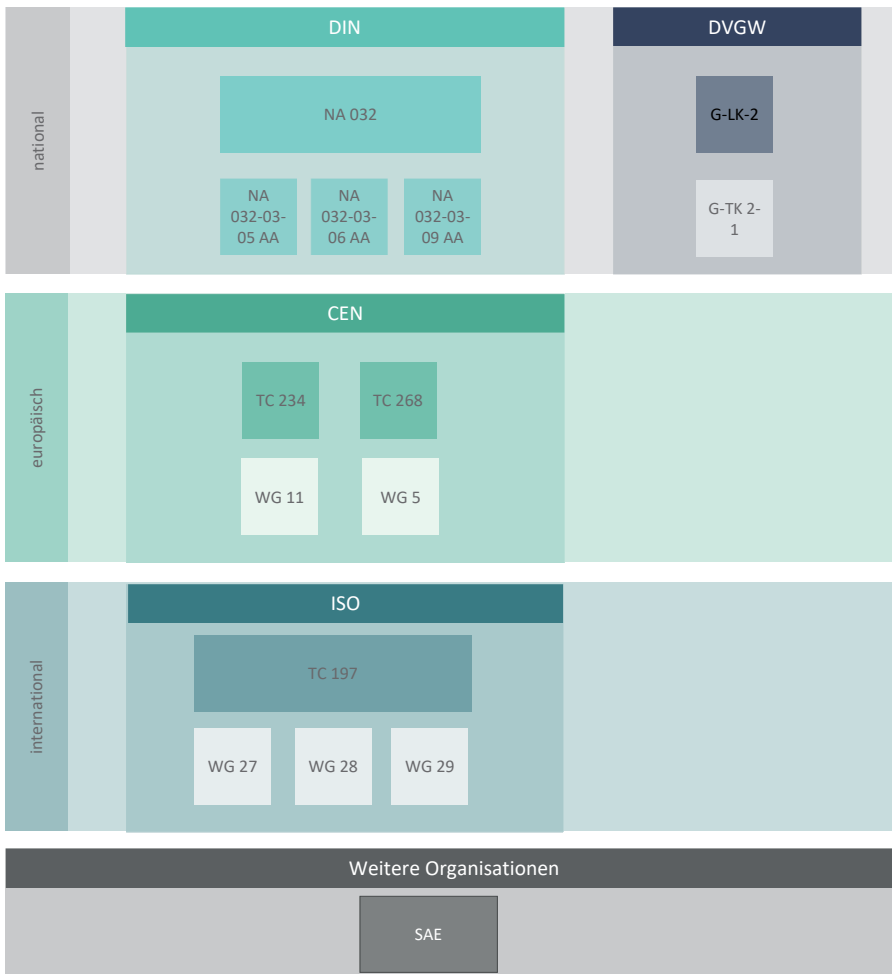 national
DIN
DVGW
NA 032
G-LK-2
NA
032-03-
05 AA
NA
032-03-
06 AA
NA
032-03-
09 AA
G-TK 2-
1
europäisch
CEN
TC 234
TC 268
WG 11
WG 5
international
ISO
TC 197
WG 27
WG 28
WG 29
Weitere Organisationen
SAE